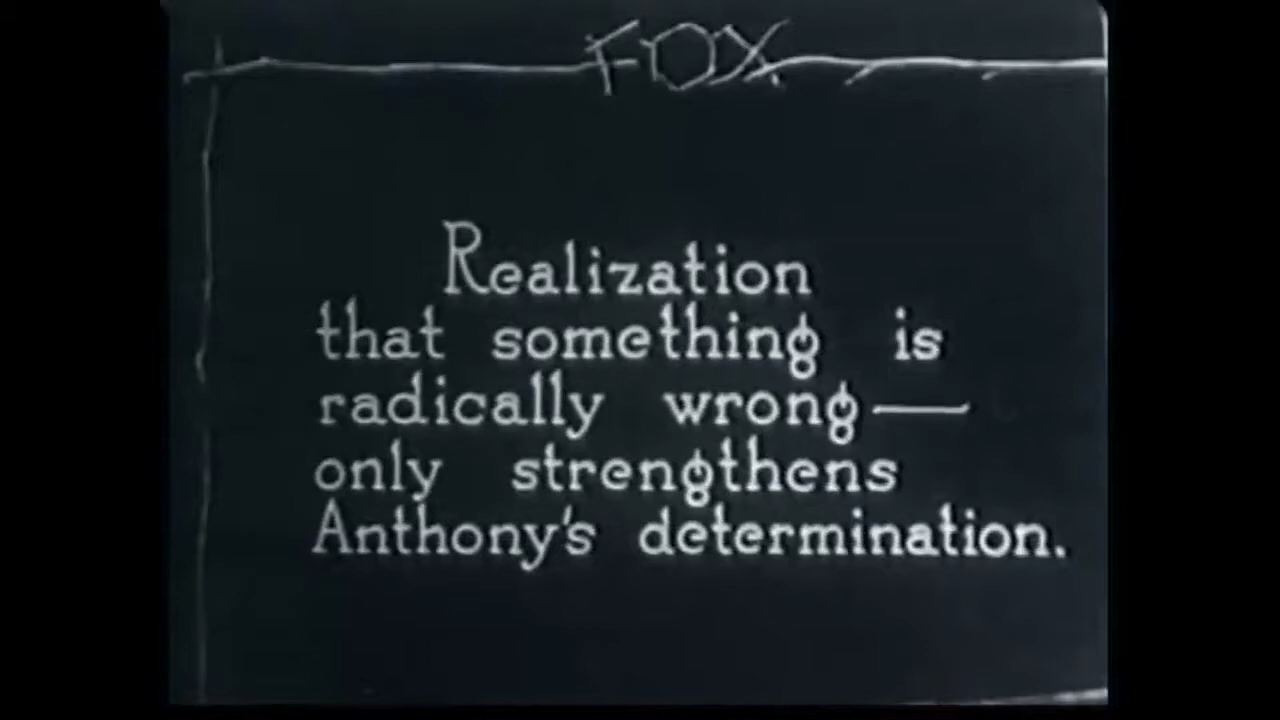 FOX
Realization
that something is
radically wrong—
only strengthens
Anthony's determination.